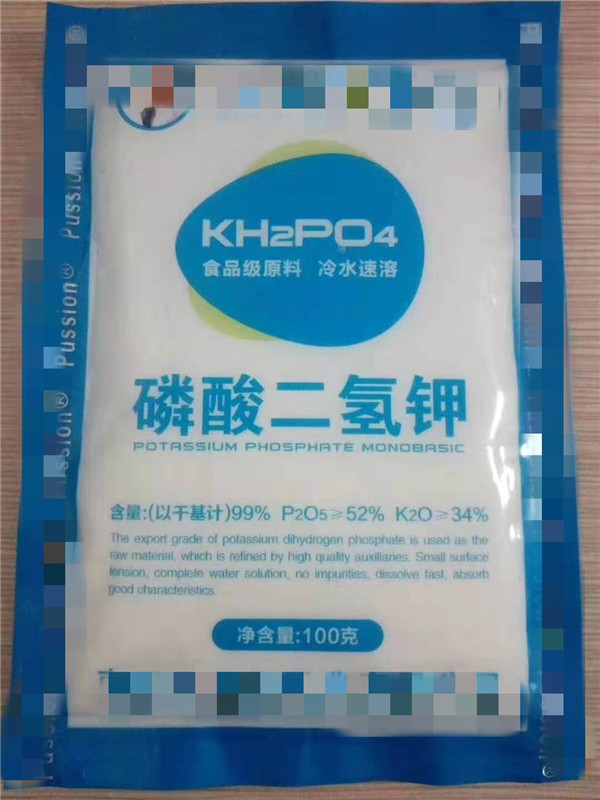 KH2PO4
食品级原料 冷水速溶
磷酸二氢钾
POTASSIUM PHOSPHATE MONOBASIC
含量:(以干基计)99% P2O5≥52% K2O≥34%
The export grade of potassium dihydrogen phosphate is used as the
raw material, which is refined by high quality auxiliaries. Small surface
tension, complete water solution, no impurities, dissolve fast, absorb
good characteristics.
净含量:100克
Pussion®
Pussion®
Pussion®